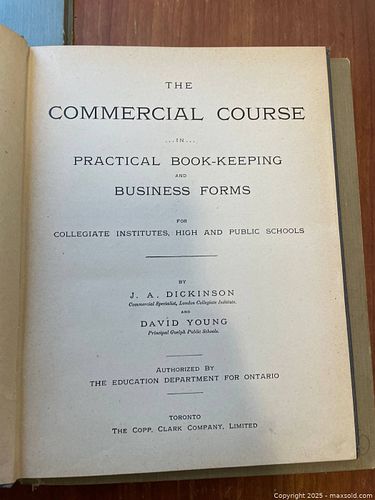 THE
COMMERCIAL COURSE
...IN...
PRACTICAL BOOK-KEEPING
AND
BUSINESS FORMS
FOR
COLLEGIATE INSTITUTES, HIGH AND PUBLIC SCHOOLS
BY
J. A. DICKINSON
Commercial Specialist, London Collegiate Institute.
AND
DAVID YOUNG
Principal Guelph Public Schools.
AUTHORIZED BY
THE EDUCATION DEPARTMENT FOR ONTARIO
TORONTO
THE COPP, CLARK COMPANY, LIMITED
Copyright 2025 - maxsold.com